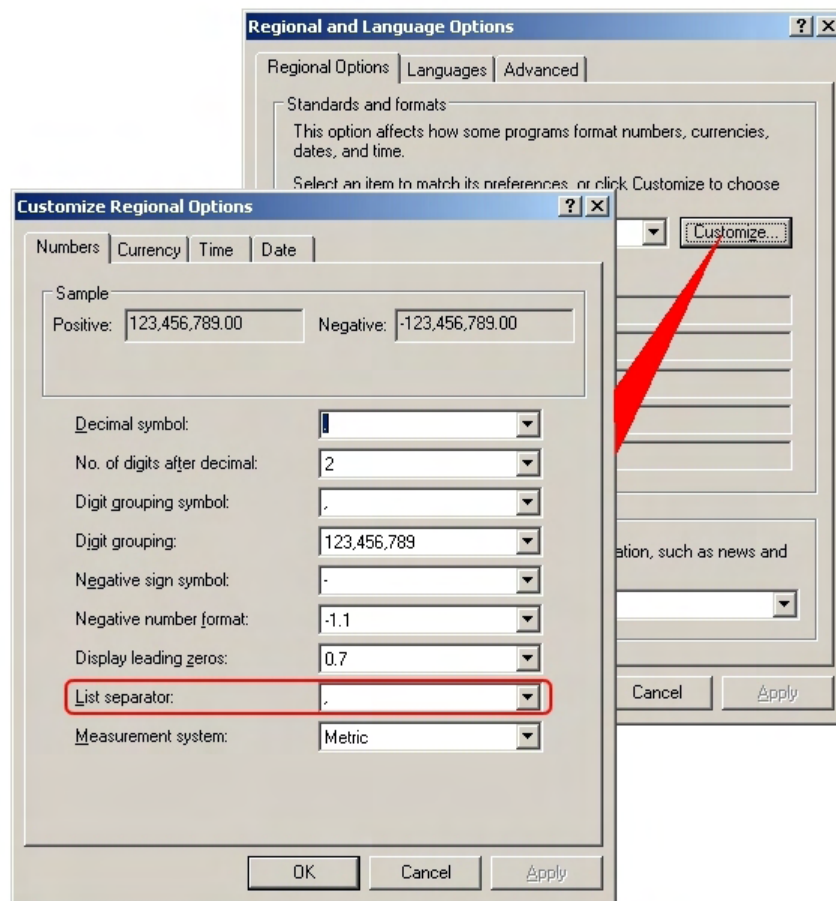 Regional and Language Options
Regional Options
Languages
Advanced
Standards and formats
This option affects how some programs format numbers, currencies,
dates, and time.
Select an item to match its preferences, or click Customize to choose
Customize...
ation, such as news and
Cancel
Apply
Customize Regional Options
Numbers
Currency
Time
Date
Sample
Positive: 123,456,789.00 Negative: -123,456,789.00
Decimal symbol: .
No. of digits after decimal: 2
Digit grouping symbol: ,
Digit grouping: 123,456,789
Negative sign symbol: -
Negative number format: -1.1
Display leading zeros: 0.7
List separator: ,
Measurement system: Metric
OK
Cancel
Apply